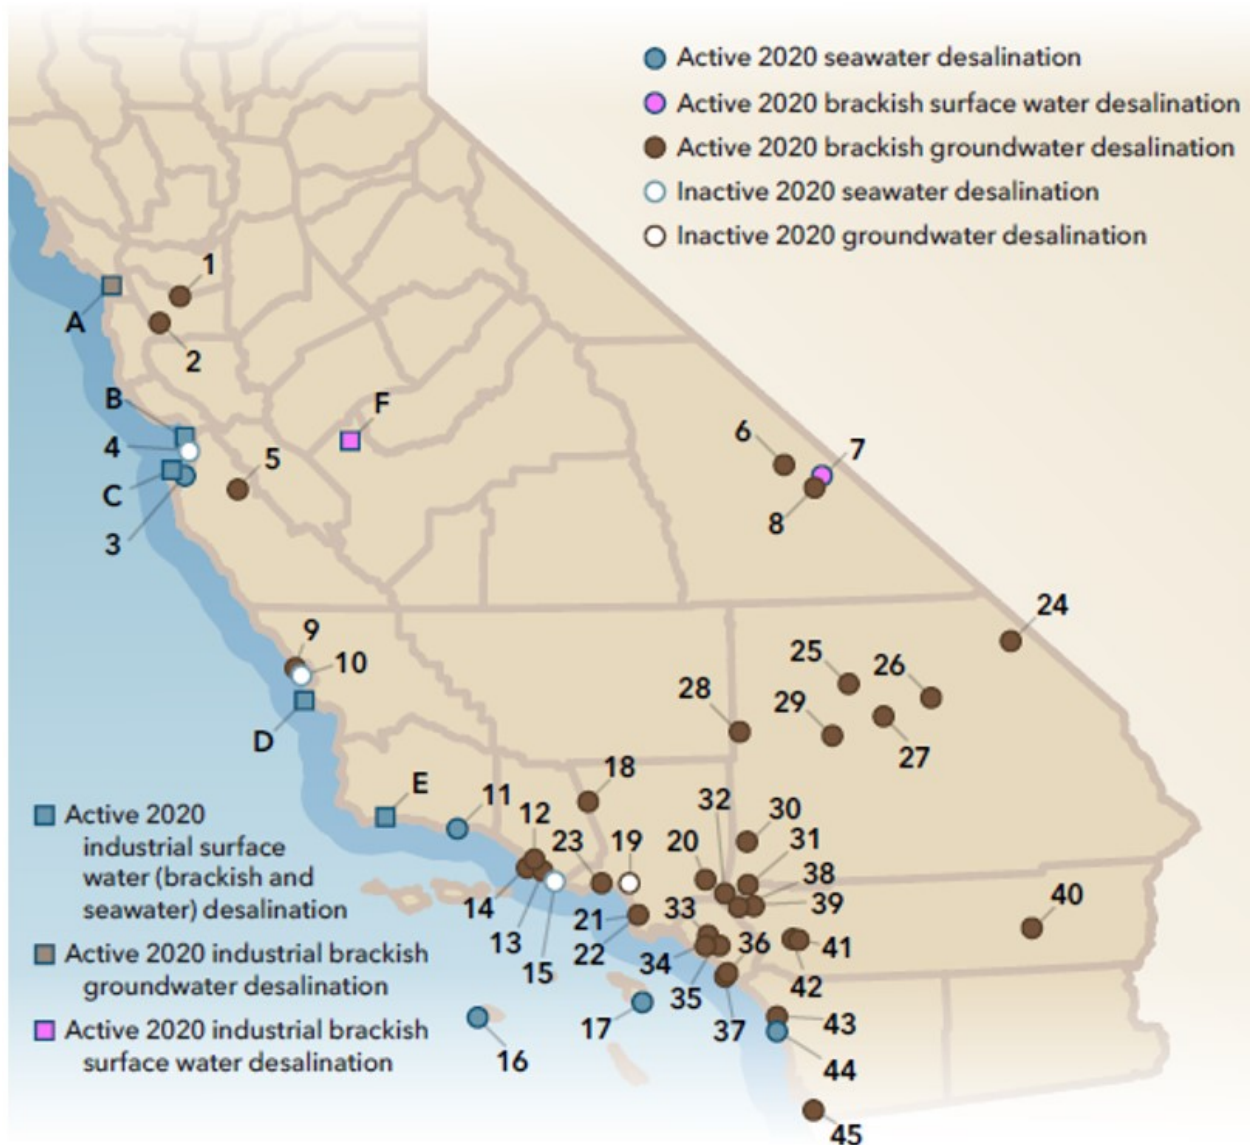 Active 2020 seawater desalination
Active 2020 brackish surface water desalination
Active 2020 brackish groundwater desalination
Inactive 2020 seawater desalination
Inactive 2020 groundwater desalination
1
A
2
B
F
4
5
6
7
C
8
3
24
9
10
25
26
28
29
D
27
18
E
11
32
12
30
Active 2020
industrial surface
water (brackish and
seawater) desalination
23
19
20
31
38
14
33
39
40
21
13
22
36
41
34
15
35
42
Active 2020 industrial brackish
groundwater desalination
17
37
43
Active 2020 industrial brackish
surface water desalination
16
44
45